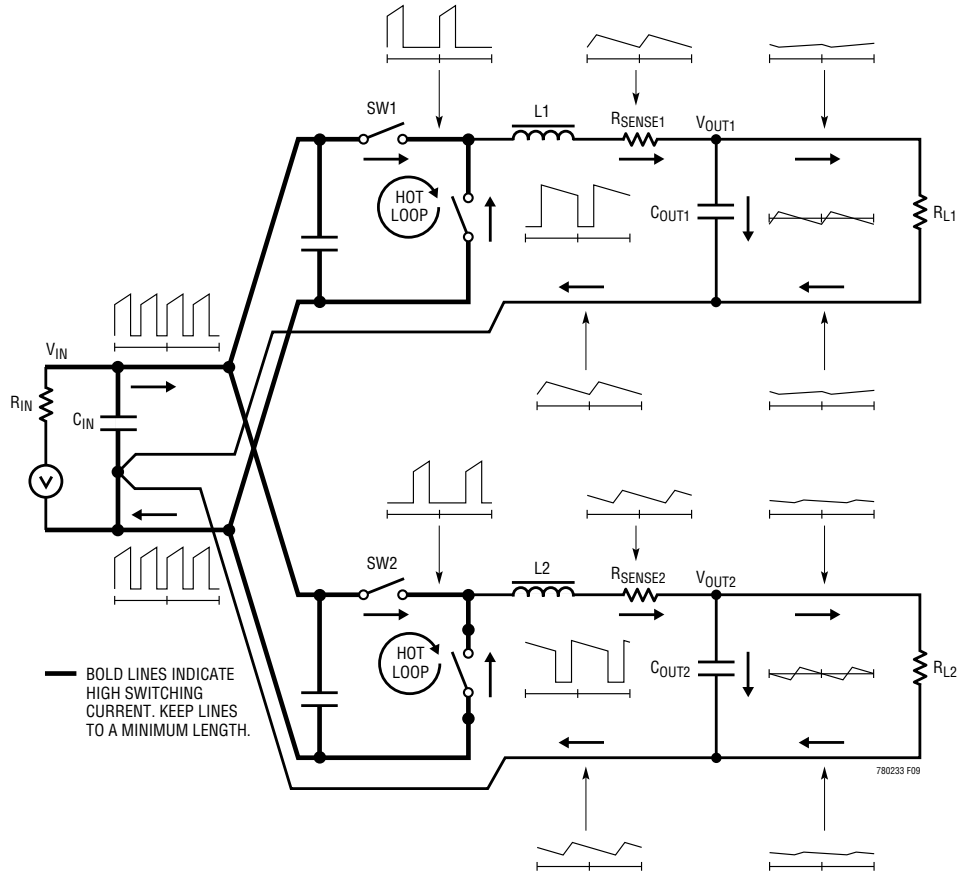 SW1
L1
RSENSE1
VOUT1
HOT
LOOP
COUT1
RL1
VIN
RIN
CIN
V
SW2
L2
RSENSE2
VOUT2
HOT
LOOP
COUT2
RL2
BOLD LINES INDICATE
HIGH SWITCHING
CURRENT. KEEP LINES
TO A MINIMUM LENGTH.
780233 F09